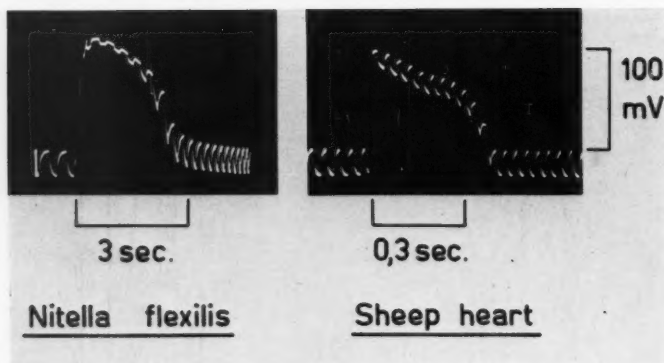 100
mV
3 sec.
0,3 sec.
Nitella flexilis
Sheep heart